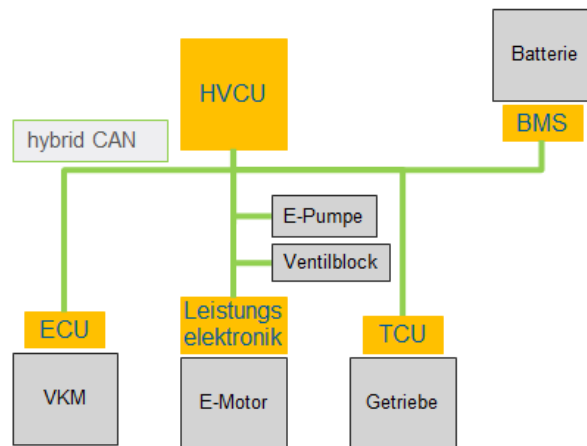 Batterie
HVCU
BMS
hybrid CAN
E-Pumpe
Ventilblock
Leistungs
elektronik
ECU
TCU
VKM
E-Motor
Getriebe